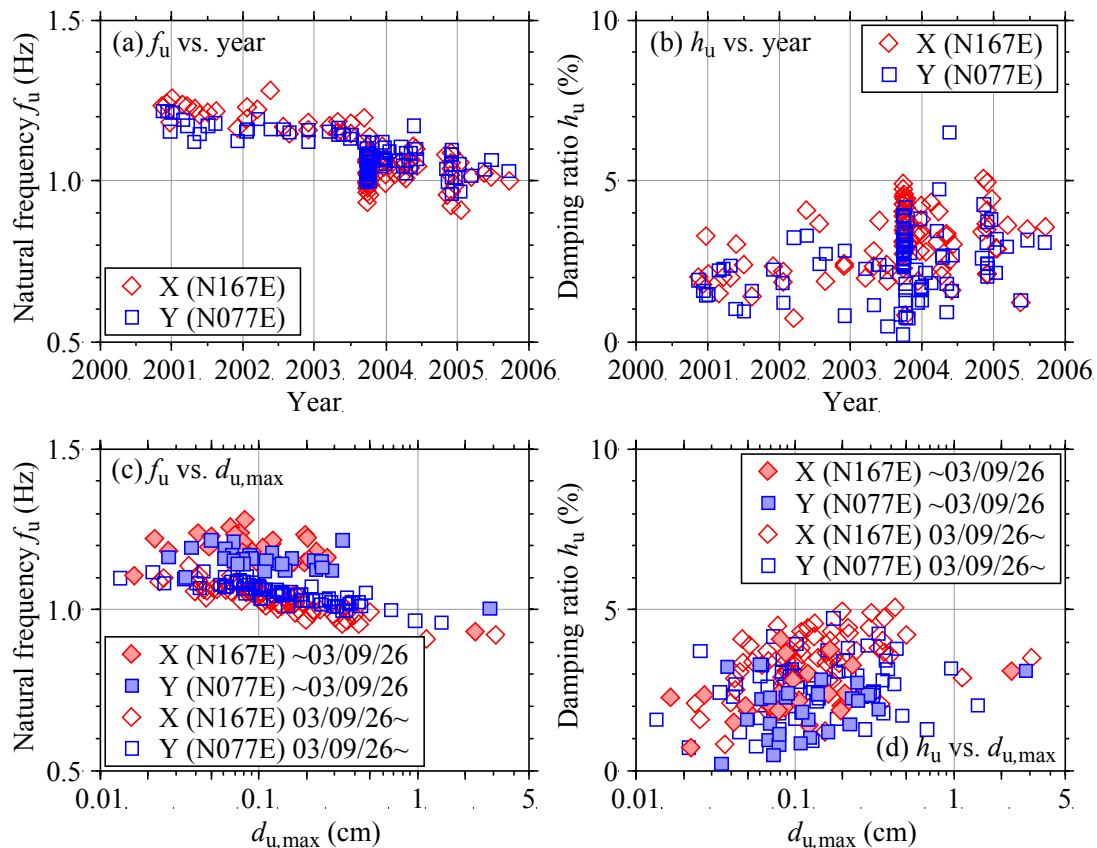 1.5
(a) fu vs. year
X (N167E)
Y (N077E)
1.0
0.5
Natural frequency fu (Hz)
2000. 2001. 2002. 2003. 2004. 2005. 2006.
Year.
10
(b) hu vs. year
X (N167E)
Y (N077E)
5
0
Damping ratio hu (%)
2000. 2001. 2002. 2003. 2004. 2005. 2006.
Year.
1.5
(c) fu vs. du,max
1.0
X (N167E) ~03/09/26
Y (N077E) ~03/09/26
X (N167E) 03/09/26~
Y (N077E) 03/09/26~
0.5
Natural frequency fu (Hz)
0.01 0.1 1 5
du,max (cm)
10
X (N167E) ~03/09/26
Y (N077E) ~03/09/26
X (N167E) 03/09/26~
Y (N077E) 03/09/26~
5
(d) hu vs. du,max
0
Damping ratio hu (%)
0.01 0.1 1 5
du,max (cm)